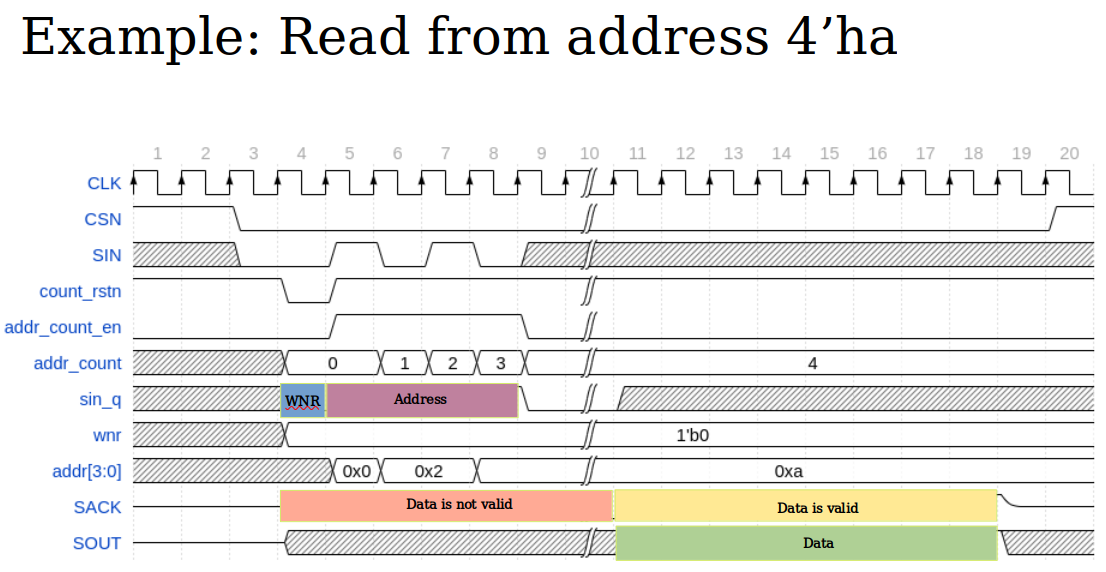 Example: Read from address 4’ha
1 2 3 4 5 6 7 8 9 10 11 12 13 14 15 16 17 18 19 20
CLK
CSN
SIN
count_rstn
addr_count_en
addr_count 0 1 2 3 4
sin_q WNR Address
wnr 1'b0
addr[3:0] 0x0 0x2 0xa
SACK Data is not valid Data is valid
SOUT Data